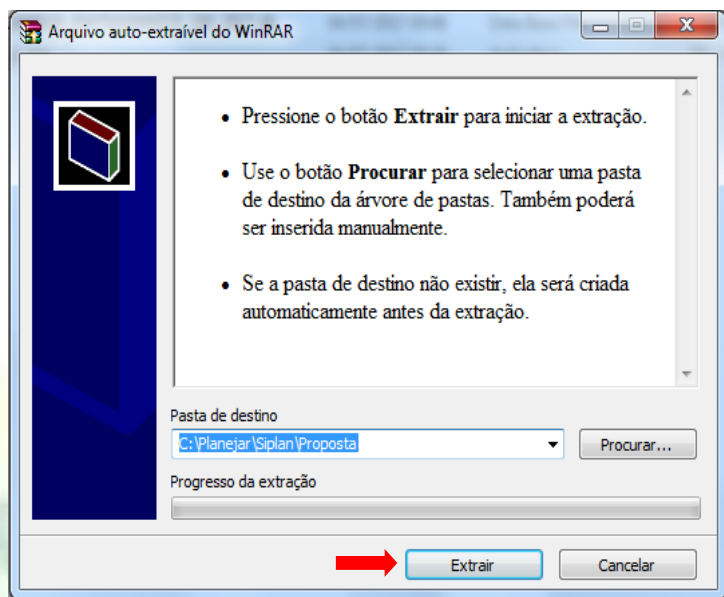 Arquivo auto-extraível do WinRAR
• Pressione o botão Extrair para iniciar a extração.
• Use o botão Procurar para selecionar uma pasta
de destino da árvore de pastas. Também poderá
ser inserida manualmente.
• Se a pasta de destino não existir, ela será criada
automaticamente antes da extração.
Pasta de destino
C:\Planejar\Siplan\Proposta
Procurar...
Progresso da extração
Extrair
Cancelar